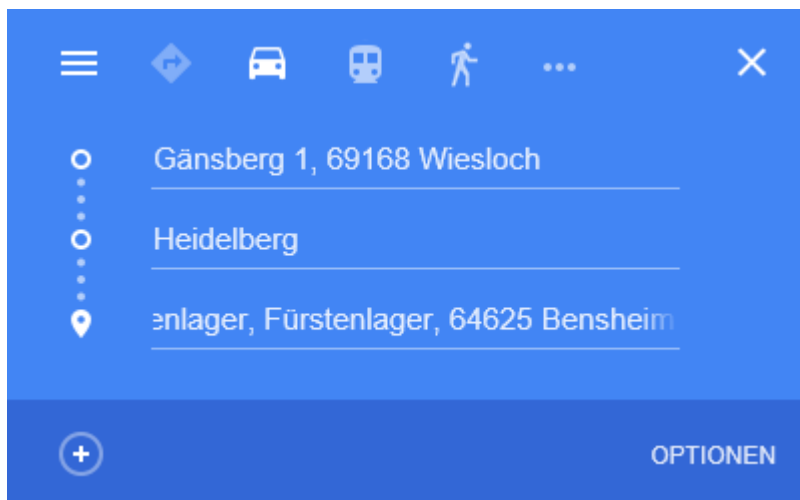 Gänsberg 1, 69168 Wiesloch
Heidelberg
enlager, Fürstenlager, 64625 Bensheim
OPTIONEN